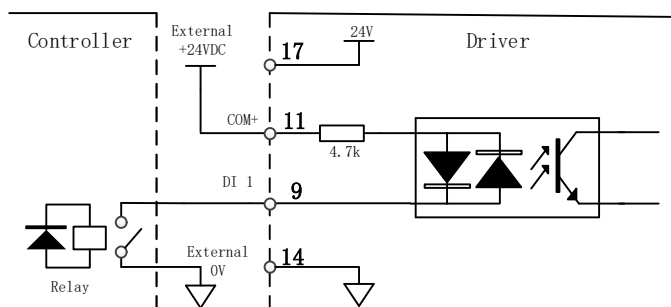 Controller
External
+24VDC
17
24V
Driver
COM+
11
4.7k
DI 1
9
External
0V
14
Relay